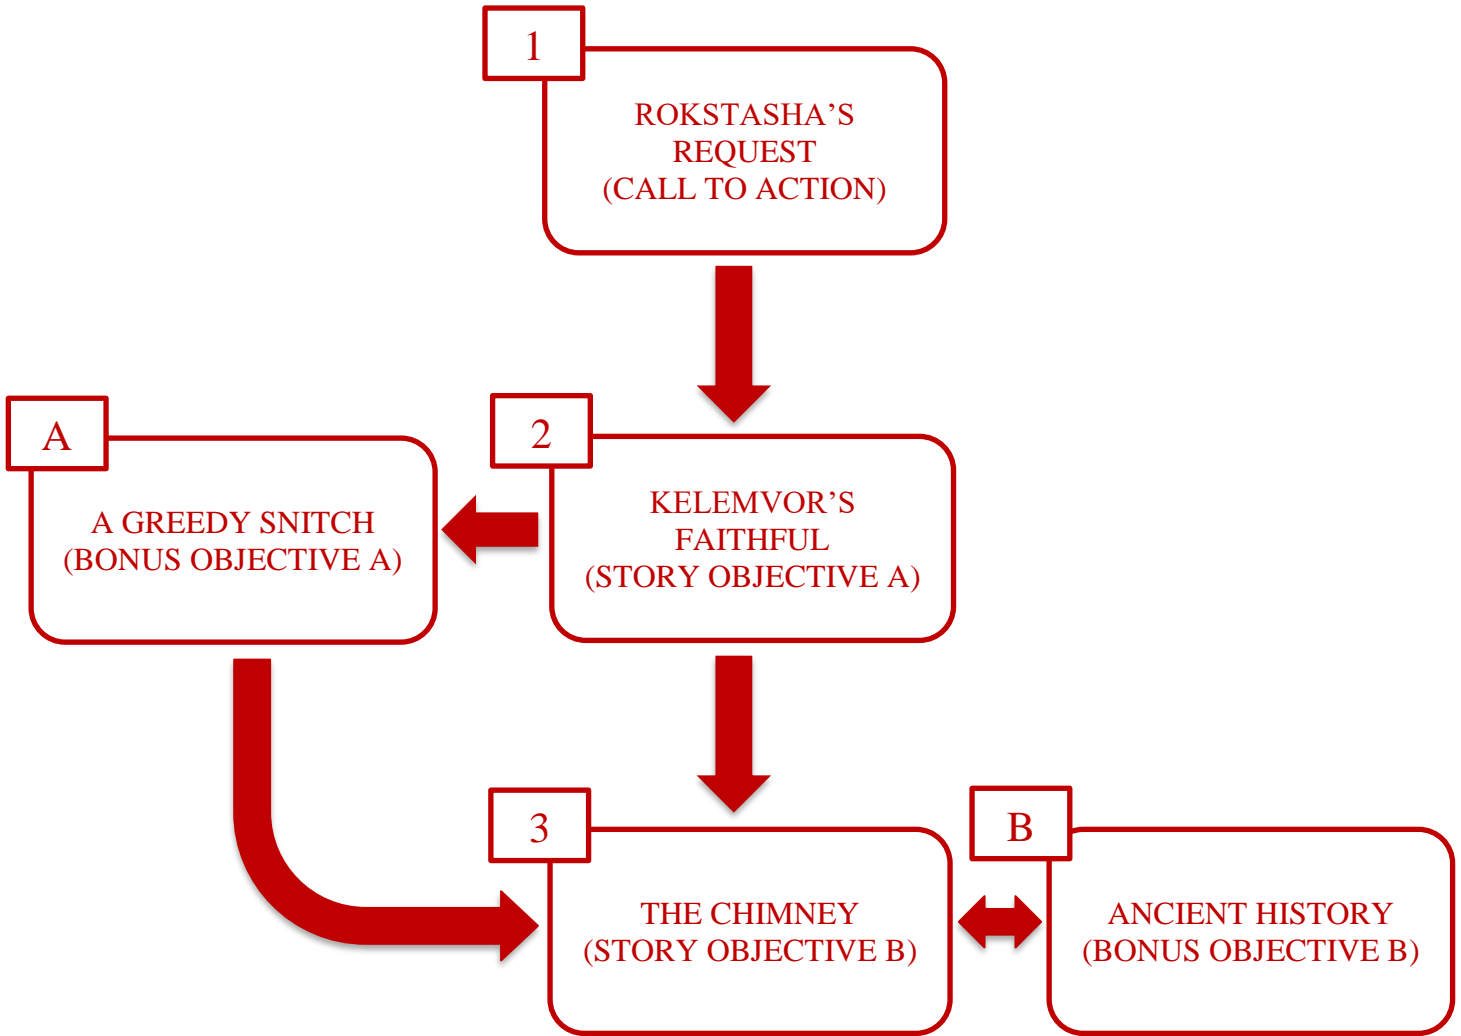 1
ROKSTASHA’S
REQUEST
(CALL TO ACTION)
A
A GREEDY SNITCH
(BONUS OBJECTIVE A)
2
KELEMVOR’S
FAITHFUL
(STORY OBJECTIVE A)
3
THE CHIMNEY
(STORY OBJECTIVE B)
B
ANCIENT HISTORY
(BONUS OBJECTIVE B)